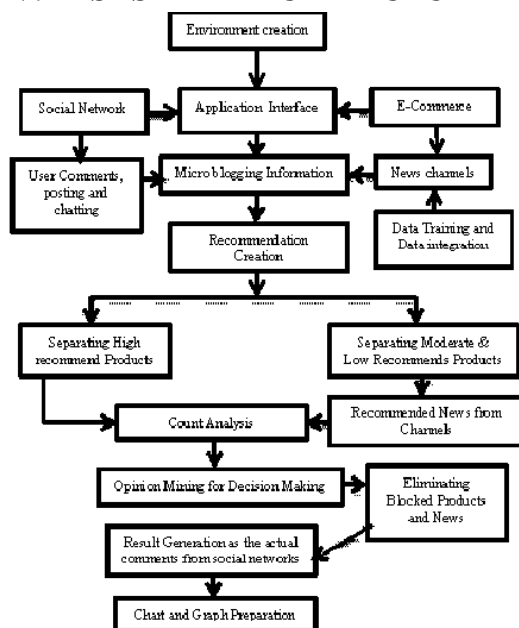 Environment creation
Social Network
Application Interface
E-Commerce
User Comments,
posting and
chatting
Micro blogging Information
News channels
Data Training and
Data integration
Recommendation
Creation
Separating High
recommend Products
Separating Moderate &
Low Recommends Products
Count Analysis
Recommended News from
Channels
Opinion Mining for Decision Making
Eliminating
Blocked Products
and News
Result Generation as the actual
comments from social networks
Chart and Graph Preparation